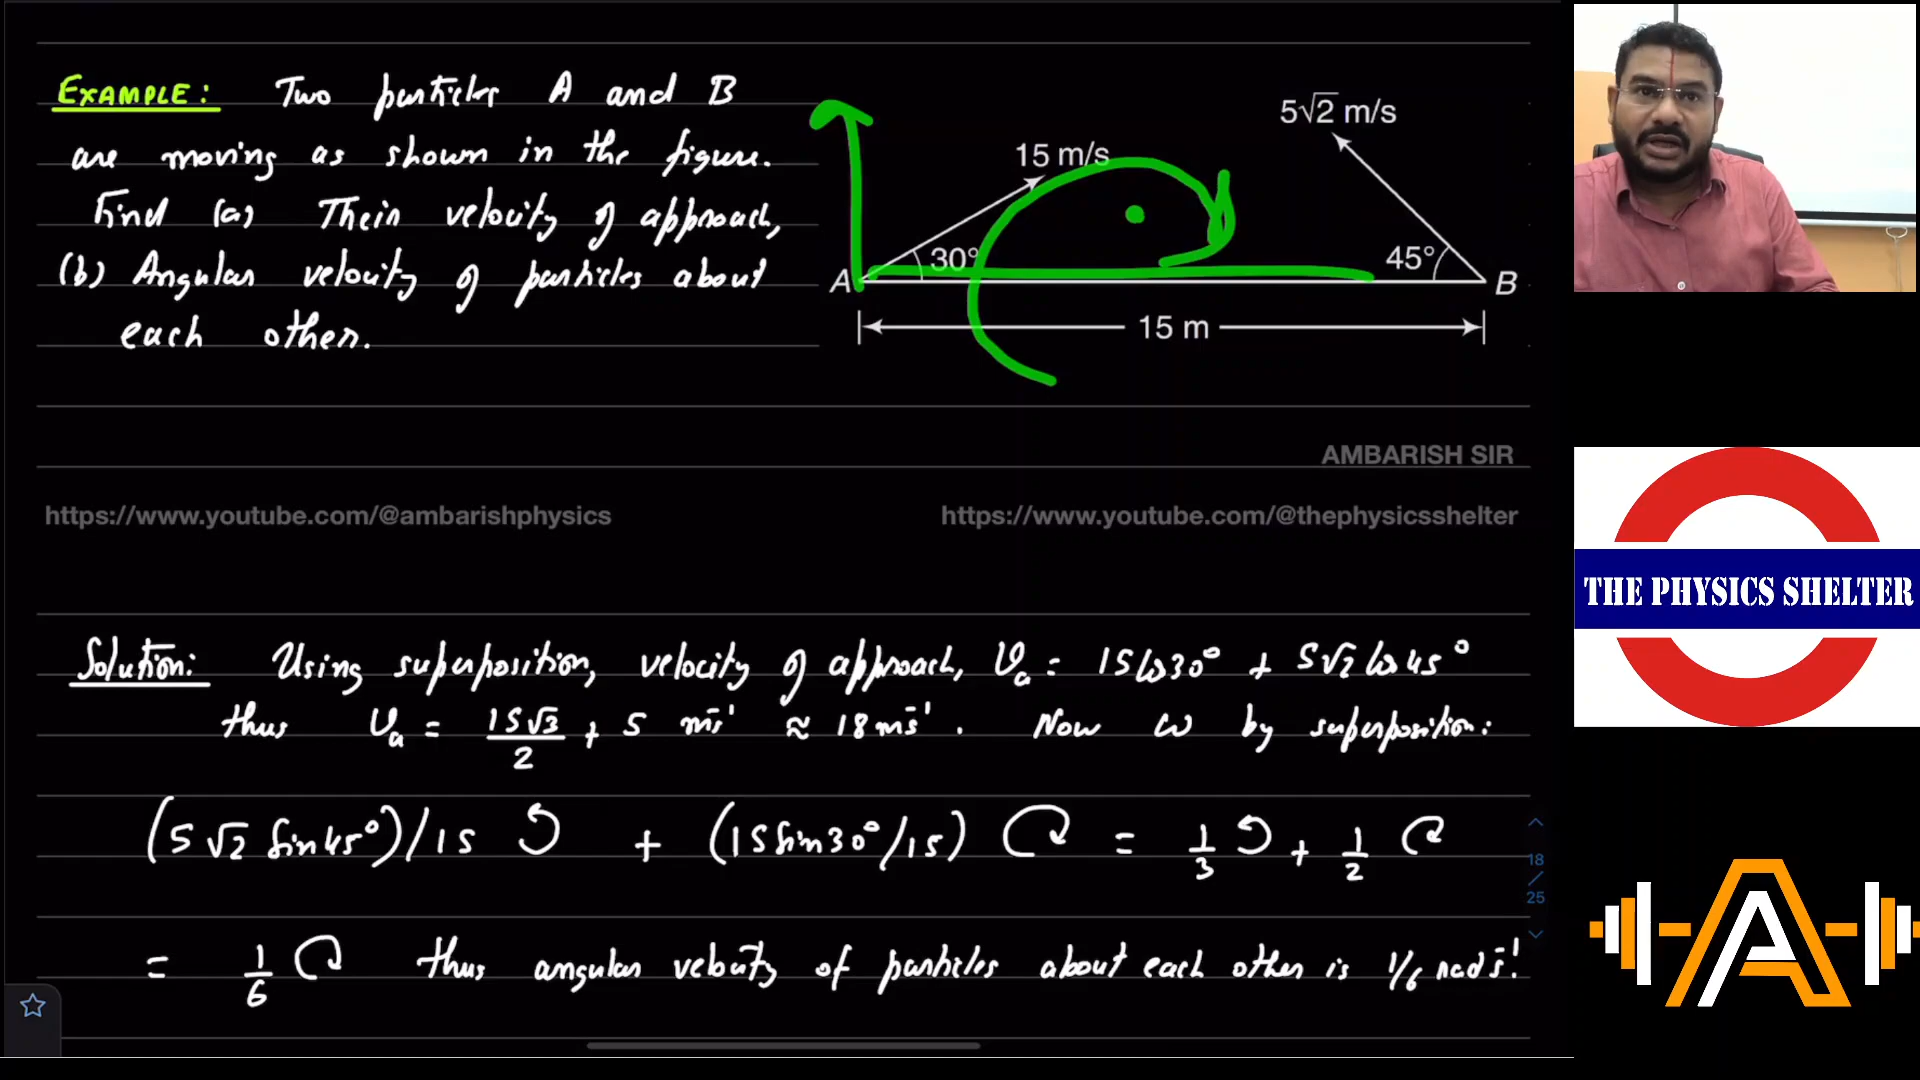 EXAMPLE: Two particles A and B
are moving as shown in the figure.
Find (a) Their velocity of approach,
(b) Angular velocity of particles about
each other.
5√2 m/s
15 m/s
30°
45°
A
B
15 m
AMBARISH SIR
https://www.youtube.com/@ambarishphysics
https://www.youtube.com/@thephysicsshelter
THE PHYSICS SHELTER
Solution: Using superposition, velocity of approach, Va = 15cos30° + 5√2 cos45°
thus Va = 15√3/2 + 5 ms⁻¹ ≈ 18ms⁻¹. Now ω by superposition:
(5√2 sin45°)/15 ↺ + (15sin30°/15) ↻ = 1/3 ↺ + 1/2 ↻
18
/
25
= 1/6 ↻ thus angular velocity of particles about each other is 1/6 rads⁻¹.